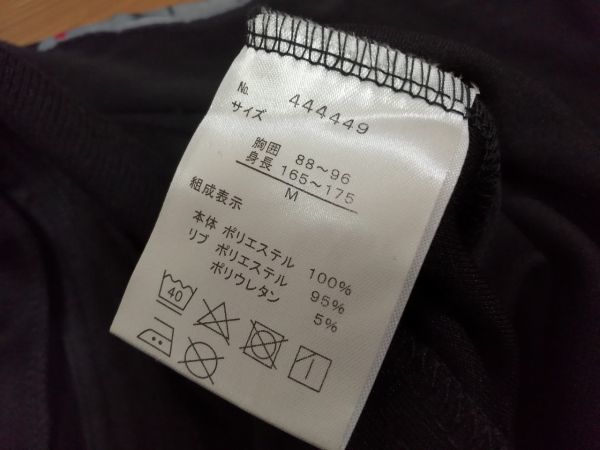 № 444449
サイズ
胸囲 88～96
身長 165～175
M
組成表示
本体 ポリエステル 100%
リブ ポリエステル 95%
ポリウレタン 5%
40